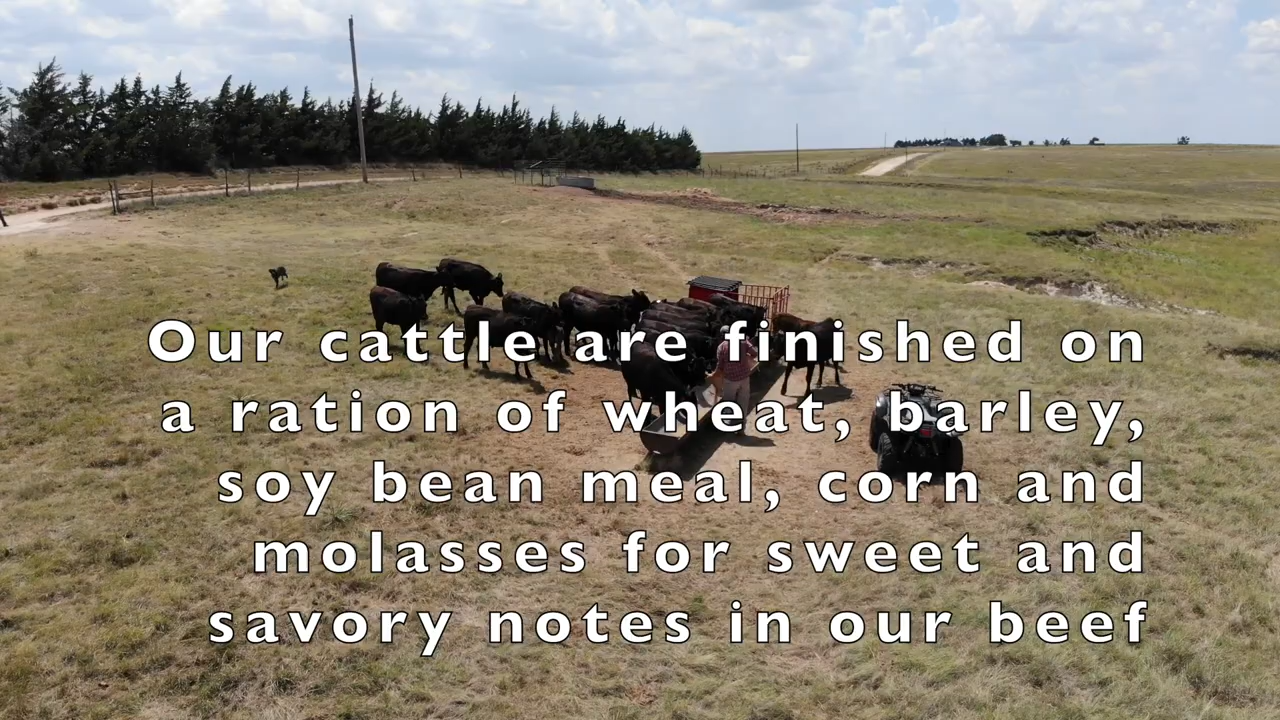 Our cattle are finished on
a ration of wheat, barley,
soy bean meal, corn and
molasses for sweet and
savory notes in our beef